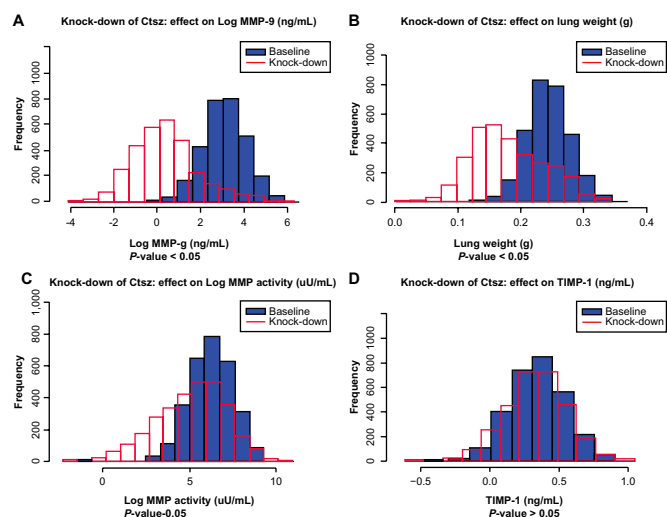 A
Knock-down of Ctsz: effect on Log MMP-9 (ng/mL)
Baseline
Knock-down
Frequency
0 200 400 600 800 1000
-4 -2 0 2 4 6
Log MMP-g (ng/mL)
P-value < 0.05
B
Knock-down of Ctsz: effect on lung weight (g)
Baseline
Knock-down
Frequency
0 200 400 600 800 1000
0.0 0.1 0.2 0.3 0.4
Lung weight (g)
P-value < 0.05
C
Knock-down of Ctsz: effect on Log MMP activity (uU/mL)
Baseline
Knock-down
Frequency
0 200 400 600 800 1,000
0 5 10
Log MMP activity (uU/mL)
P-value-0.05
D
Knock-down of Ctsz: effect on TIMP-1 (ng/mL)
Baseline
Knock-down
Frequency
0 200 400 600 800 1,000
−0.5 0.0 0.5 1.0
TIMP-1 (ng/mL)
P-value > 0.05